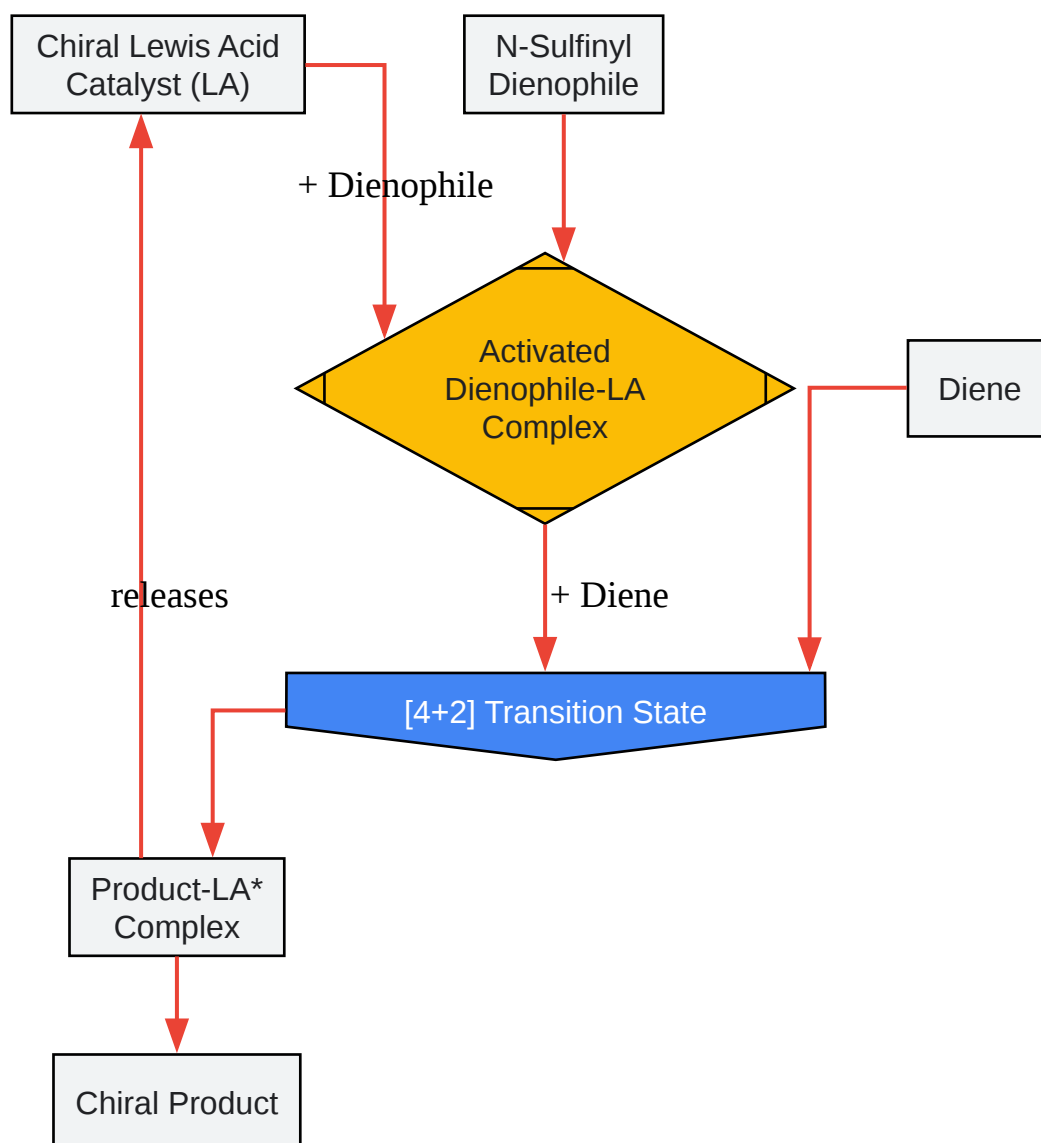 Chiral Lewis Acid
Catalyst (LA)
N-Sulfinyl
Dienophile
+ Dienophile
Activated
Dienophile-LA
Complex
Diene
+ Diene
releases
[4+2] Transition State
Product-LA*
Complex
Chiral Product